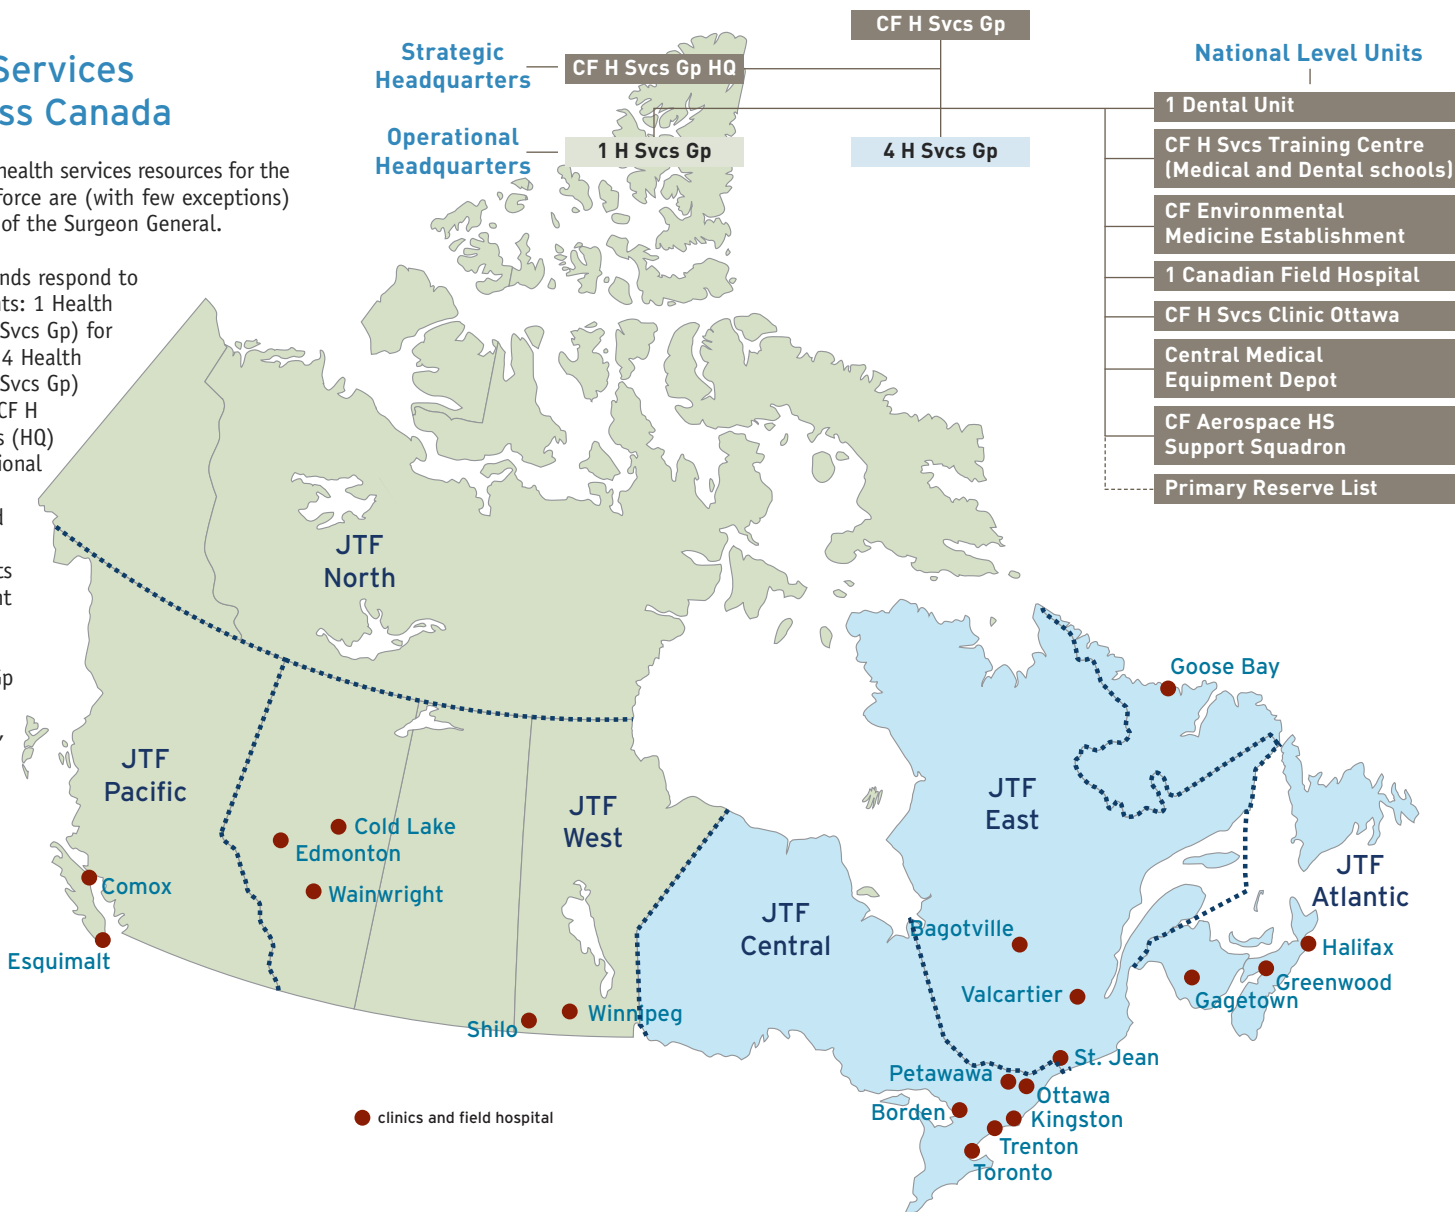 Services
ss Canada
health services resources for the
force are (with few exceptions)
of the Surgeon General.
nds respond to
ts: 1 Health
Svcs Gp) for
4 Health
Svcs Gp)
CF H
s (HQ)
ional
d
ts
nt
Gp
y
Strategic
Headquarters
CF H Svcs Gp HQ
CF H Svcs Gp
Operational
Headquarters
1 H Svcs Gp
4 H Svcs Gp
National Level Units
1 Dental Unit
CF H Svcs Training Centre
(Medical and Dental schools)
CF Environmental
Medicine Establishment
1 Canadian Field Hospital
CF H Svcs Clinic Ottawa
Central Medical
Equipment Depot
CF Aerospace HS
Support Squadron
Primary Reserve List
JTF
North
JTF
Pacific
JTF
West
JTF
Central
JTF
East
JTF
Atlantic
Goose Bay
Cold Lake
Edmonton
Wainwright
Comox
Esquimalt
Shilo
Winnipeg
Bagotville
Valcartier
St. Jean
Petawawa
Ottawa
Borden
Kingston
Trenton
Toronto
Halifax
Greenwood
Gagetown
clinics and field hospital